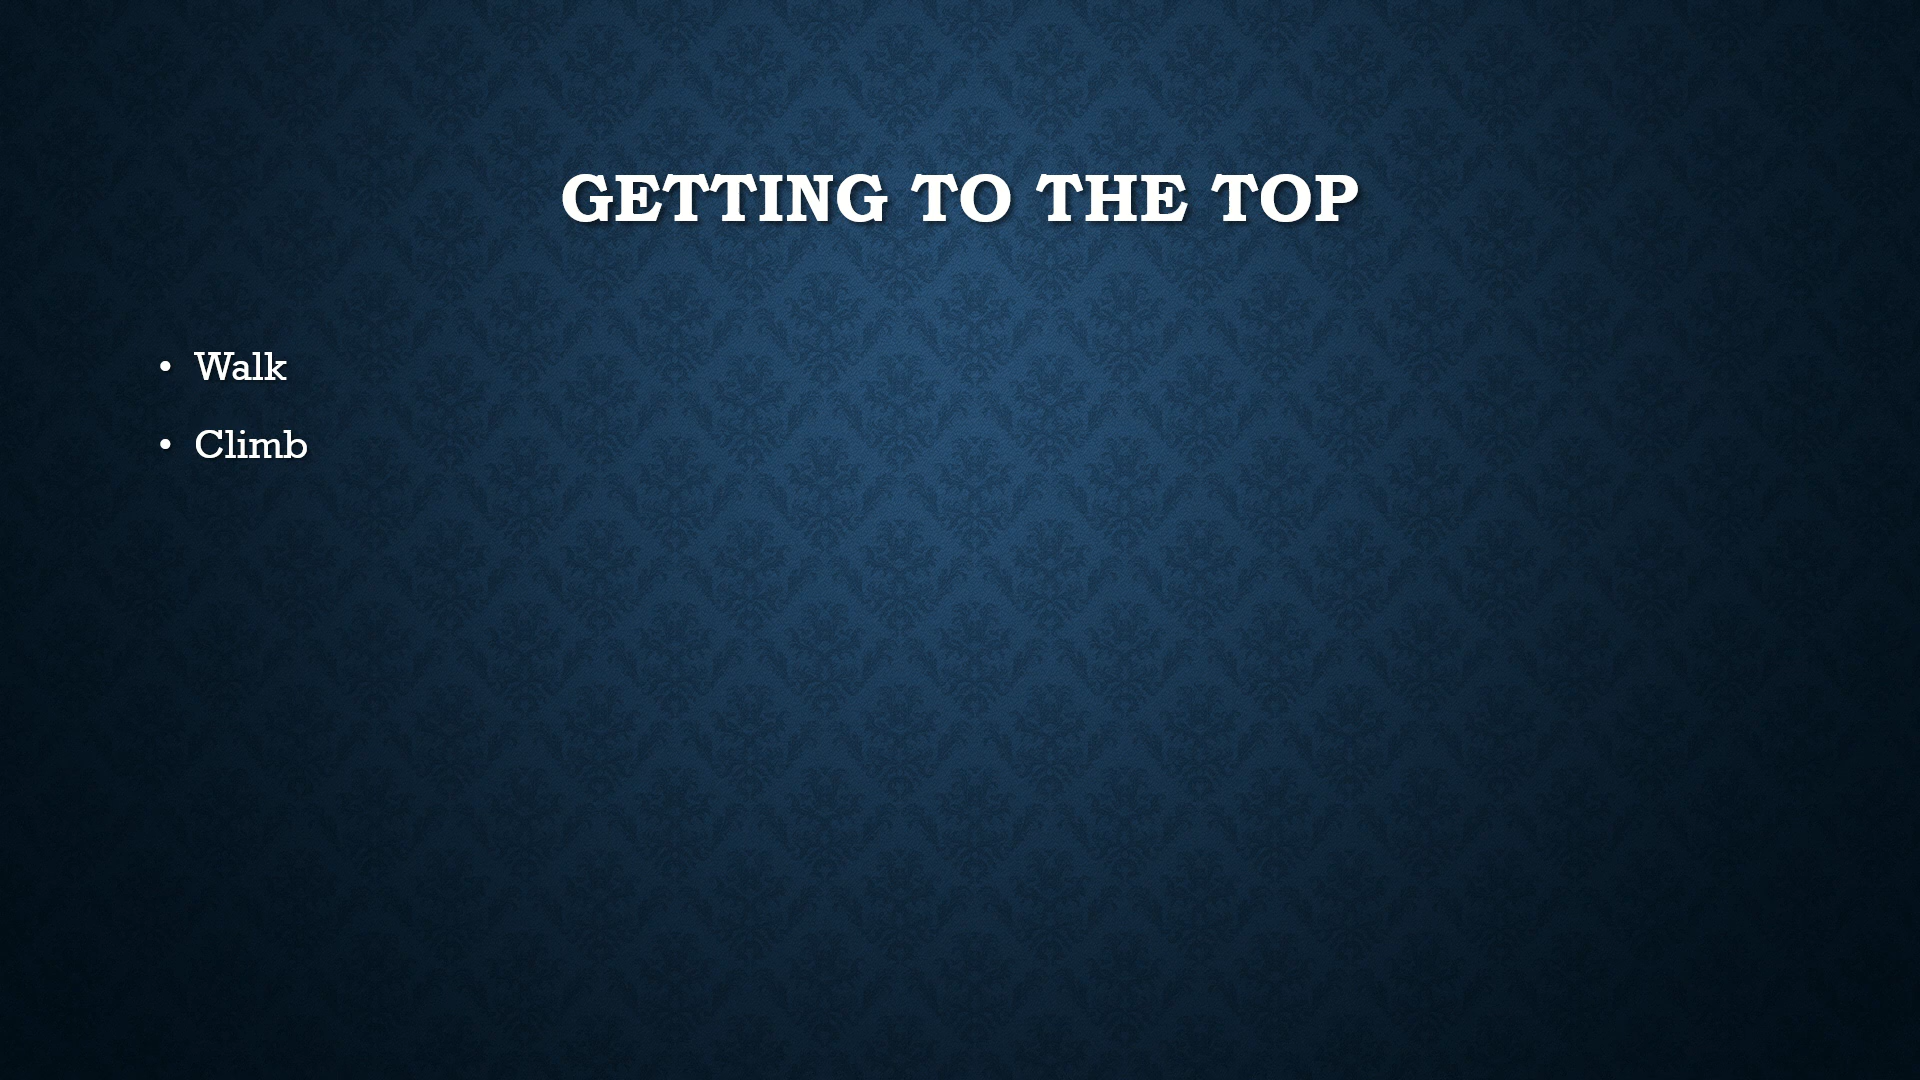 GETTING TO THE TOP
• Walk
• Climb